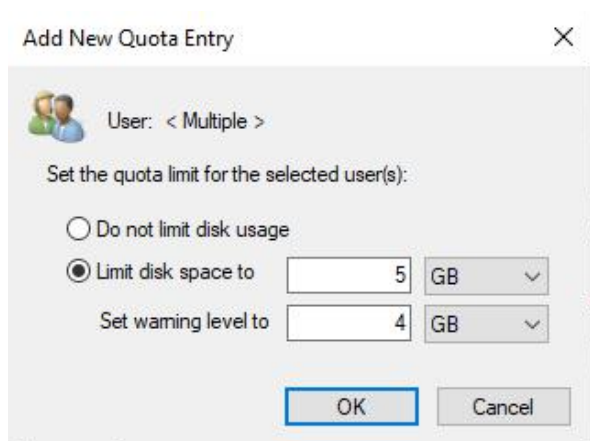 Add New Quota Entry
User: < Multiple >
Set the quota limit for the selected user(s):
Do not limit disk usage
Limit disk space to 5 GB
Set warning level to 4 GB
OK Cancel